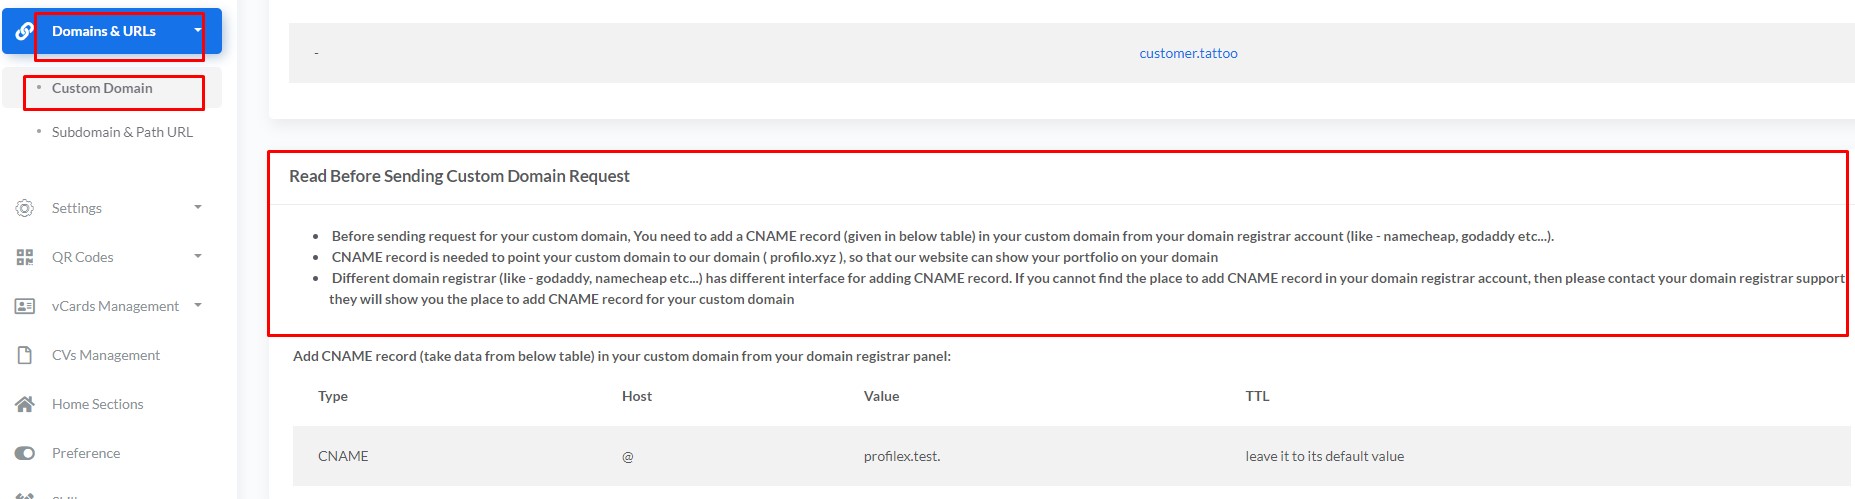 Domains & URLs
Custom Domain
Subdomain & Path URL
Settings
QR Codes
vCards Management
CVs Management
Home Sections
Preference
-
customer.tattoo
Read Before Sending Custom Domain Request
Before sending request for your custom domain, You need to add a CNAME record (given in below table) in your custom domain from your domain registrar account (like - namecheap, godaddy etc...).
CNAME record is needed to point your custom domain to our domain ( profilo.xyz ), so that our website can show your portfolio on your domain
Different domain registrar (like - godaddy, namecheap etc...) has different interface for adding CNAME record. If you cannot find the place to add CNAME record in your domain registrar account, then please contact your domain registrar support
they will show you the place to add CNAME record for your custom domain
Add CNAME record (take data from below table) in your custom domain from your domain registrar panel:
Type Host Value TTL
CNAME @ profilex.test. leave it to its default value